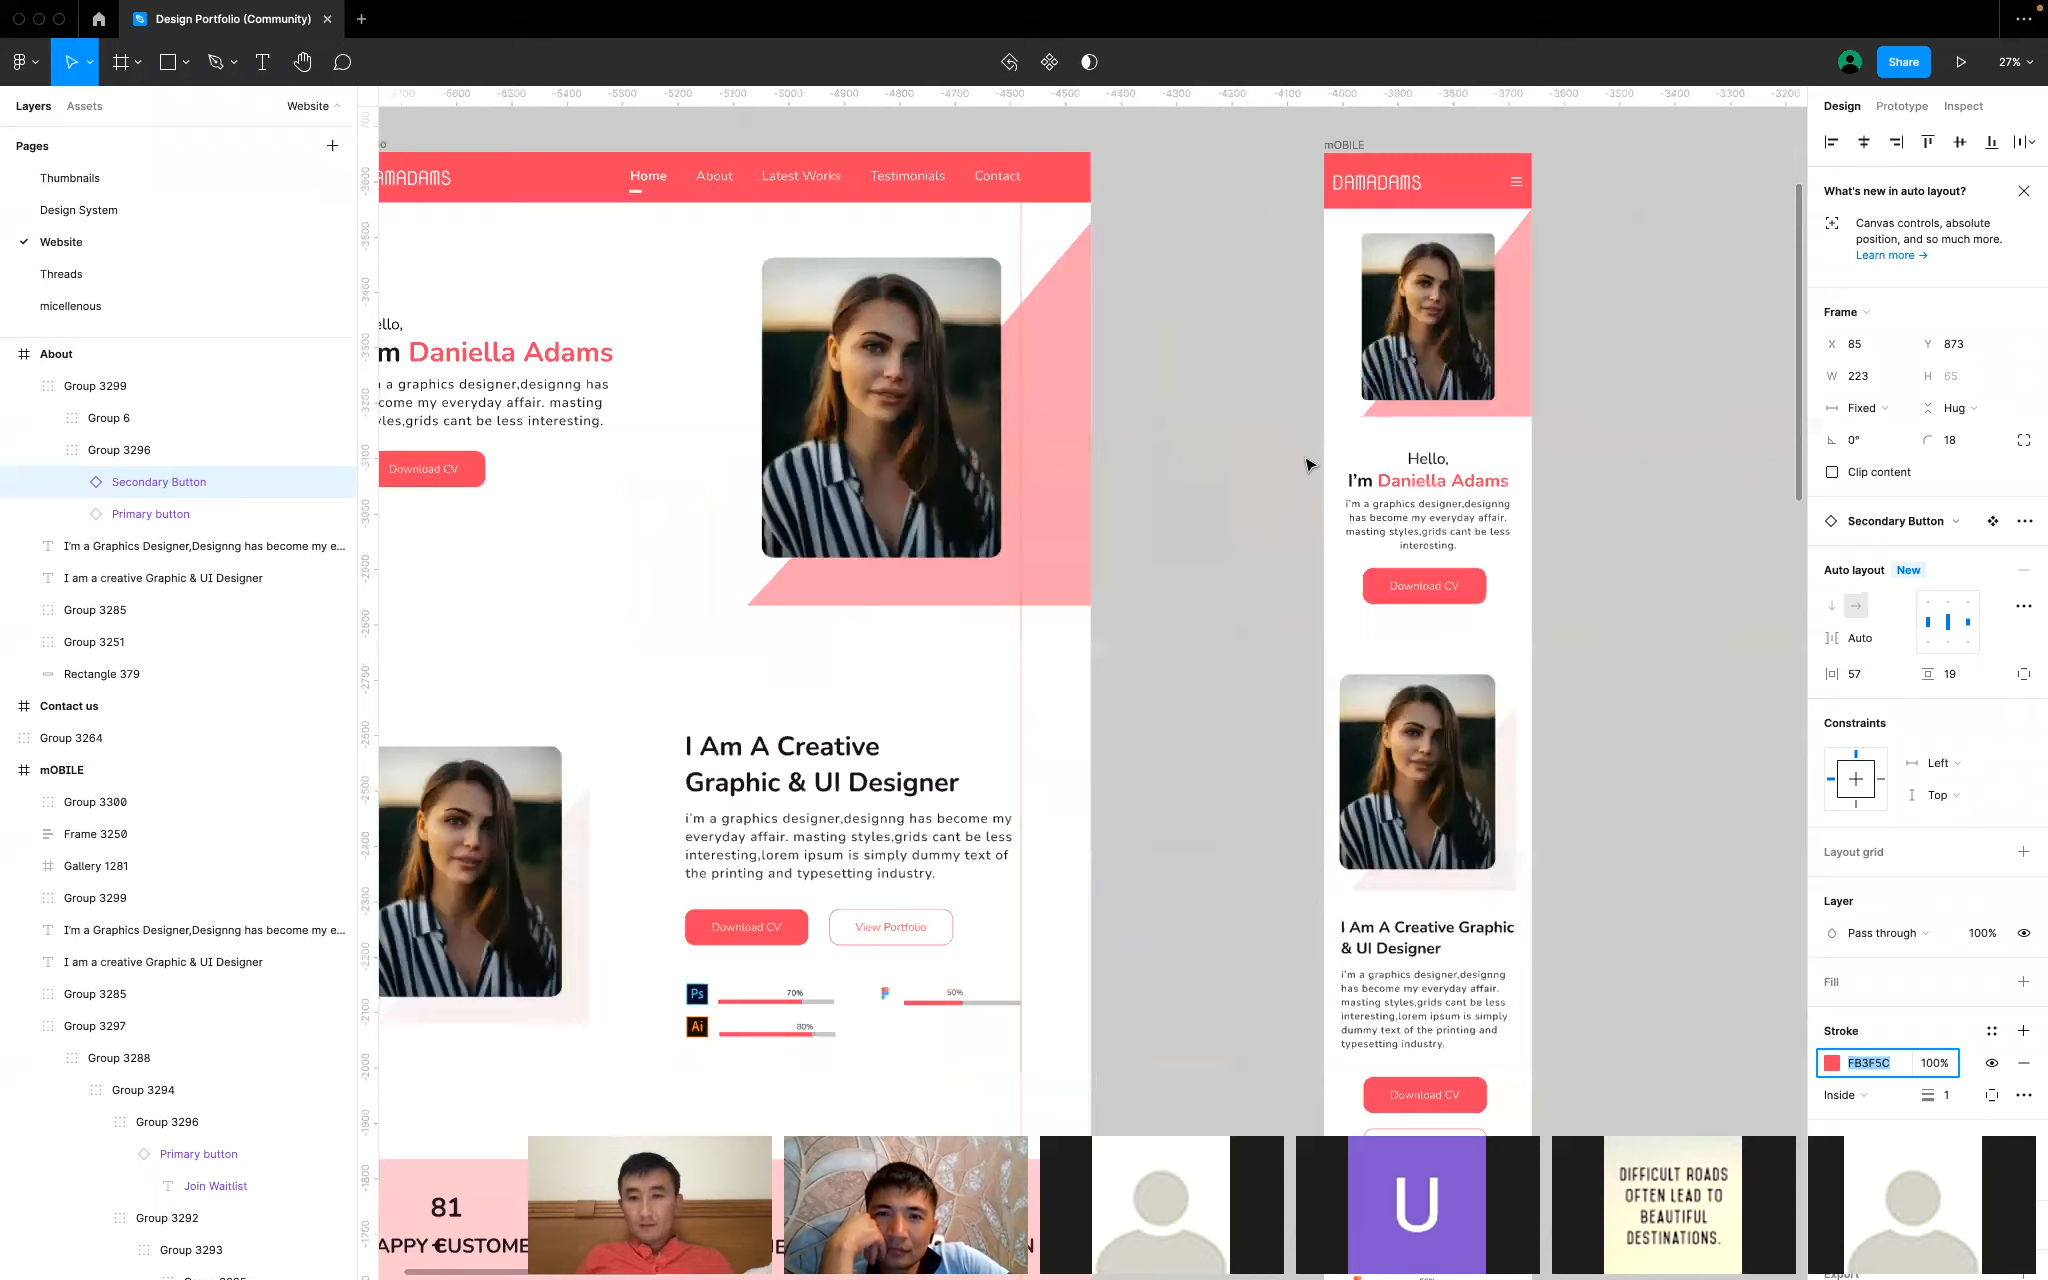 Design Portfolio (Community)
Share
27%
Layers
Assets
Website
Pages
Thumbnails
Design System
Website
Threads
micellenous
About
Group 3299
Group 6
Group 3296
Secondary Button
Primary button
I'm a Graphics Designer,Designng has become my e...
I am a creative Graphic & UI Designer
Group 3285
Group 3251
Rectangle 379
Contact us
Group 3264
mOBILE
Group 3300
Frame 3250
Gallery 1281
Group 3299
I'm a Graphics Designer,Designng has become my e...
I am a creative Graphic & UI Designer
Group 3285
Group 3297
Group 3288
Group 3294
Group 3296
Primary button
Join Waitlist
Group 3292
Group 3293
Home
About
Latest Works
Testimonials
Contact
ello,
m Daniella Adams
a graphics designer,designng has
come my everyday affair. masting
les,grids cant be less interesting.
Download CV
I Am A Creative
Graphic & UI Designer
i'm a graphics designer,designng has become my
everyday affair. masting styles,grids cant be less
interesting,lorem ipsum is simply dummy text of
the printing and typesetting industry.
Download CV
View Portfolio
Ps
70%
50%
Ai
80%
81
APPY CUSTOME
mOBILE
DAMADAMS
Hello,
I'm Daniella Adams
i'm a graphics designer,designng
has become my everyday affair.
masting styles,grids cant be less
interesting.
Download CV
I Am A Creative Graphic
& UI Designer
i'm a graphics designer,designng
has become my everyday affair.
masting styles,grids cant be less
interesting,lorem ipsum is simply
dummy text of the printing and
typesetting industry.
Download CV
U
DIFFICULT ROADS
OFTEN LEAD TO
BEAUTIFUL
DESTINATIONS.
Design
Prototype
Inspect
What's new in auto layout?
Canvas controls, absolute
position, and so much more.
Learn more →
Frame
X 85
Y 873
W 223
H 65
Fixed
Hug
0°
18
Clip content
Secondary Button
Auto layout
New
Auto
57
19
Constraints
Left
Top
Layout grid
Layer
Pass through
100%
Fill
Stroke
FB3F5C
100%
Inside
1